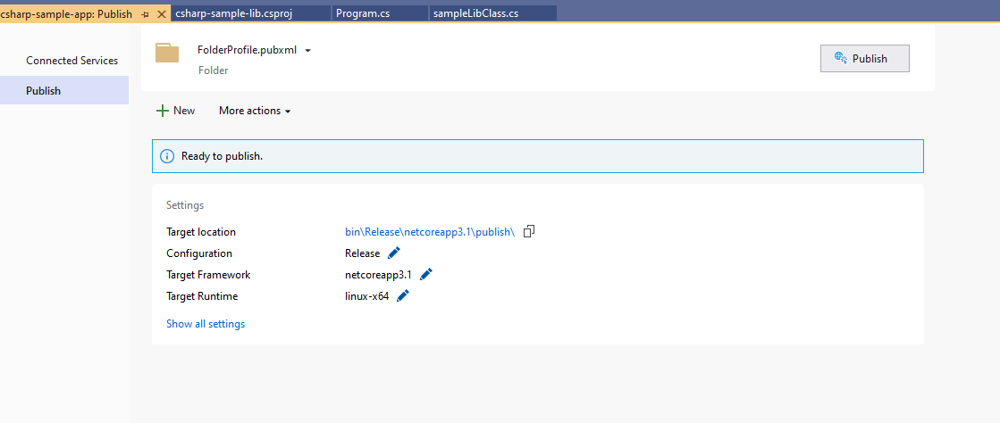 csharp-sample-app: Publish csharp-sample-lib.csproj Program.cs sampleLibClass.cs
Connected Services
Publish
FolderProfile.pubxml
Folder
Publish
New More actions
Ready to publish.
Settings
Target location bin\Release\netcoreapp3.1\publish\
Configuration Release
Target Framework netcoreapp3.1
Target Runtime linux-x64
Show all settings